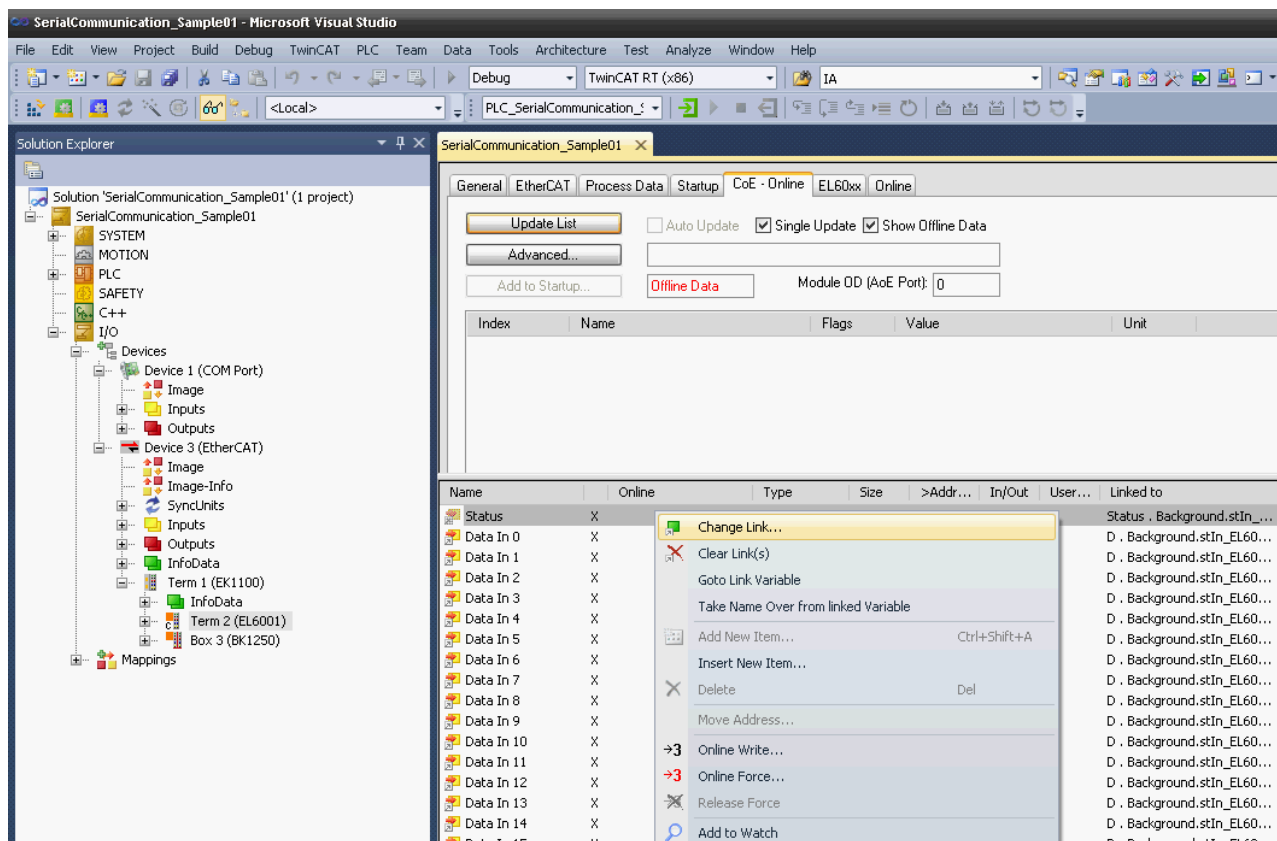 SerialCommunication_Sample01 - Microsoft Visual Studio
File Edit View Project Build Debug TwinCAT PLC Team Data Tools Architecture Test Analyze Window Help
Debug TwinCAT RT (x86) IA
<Local> PLC_SerialCommunication_
Solution Explorer
Solution 'SerialCommunication_Sample01' (1 project)
SerialCommunication_Sample01
SYSTEM
MOTION
PLC
SAFETY
C++
I/O
Devices
Device 1 (COM Port)
Image
Inputs
Outputs
Device 3 (EtherCAT)
Image
Image-Info
SyncUnits
Inputs
Outputs
InfoData
Term 1 (EK1100)
InfoData
Term 2 (EL6001)
Box 3 (BK1250)
Mappings
SerialCommunication_Sample01
General EtherCAT Process Data Startup CoE - Online EL60xx Online
Update List Auto Update Single Update Show Offline Data
Advanced...
Add to Startup... Offline Data Module OD (AoE Port): 0
Index Name Flags Value Unit
Name Online Type Size >Addr... In/Out User... Linked to
Status X Status . Background.stIn_...
Data In 0 X D . Background.stIn_EL60...
Data In 1 X D . Background.stIn_EL60...
Data In 2 X D . Background.stIn_EL60...
Data In 3 X D . Background.stIn_EL60...
Data In 4 X D . Background.stIn_EL60...
Data In 5 X D . Background.stIn_EL60...
Data In 6 X D . Background.stIn_EL60...
Data In 7 X D . Background.stIn_EL60...
Data In 8 X D . Background.stIn_EL60...
Data In 9 X D . Background.stIn_EL60...
Data In 10 X D . Background.stIn_EL60...
Data In 11 X D . Background.stIn_EL60...
Data In 12 X D . Background.stIn_EL60...
Data In 13 X D . Background.stIn_EL60...
Data In 14 X D . Background.stIn_EL60...
Change Link...
Clear Link(s)
Goto Link Variable
Take Name Over from linked Variable
Add New Item... Ctrl+Shift+A
Insert New Item...
Delete Del
Move Address...
Online Write...
Online Force...
Release Force
Add to Watch